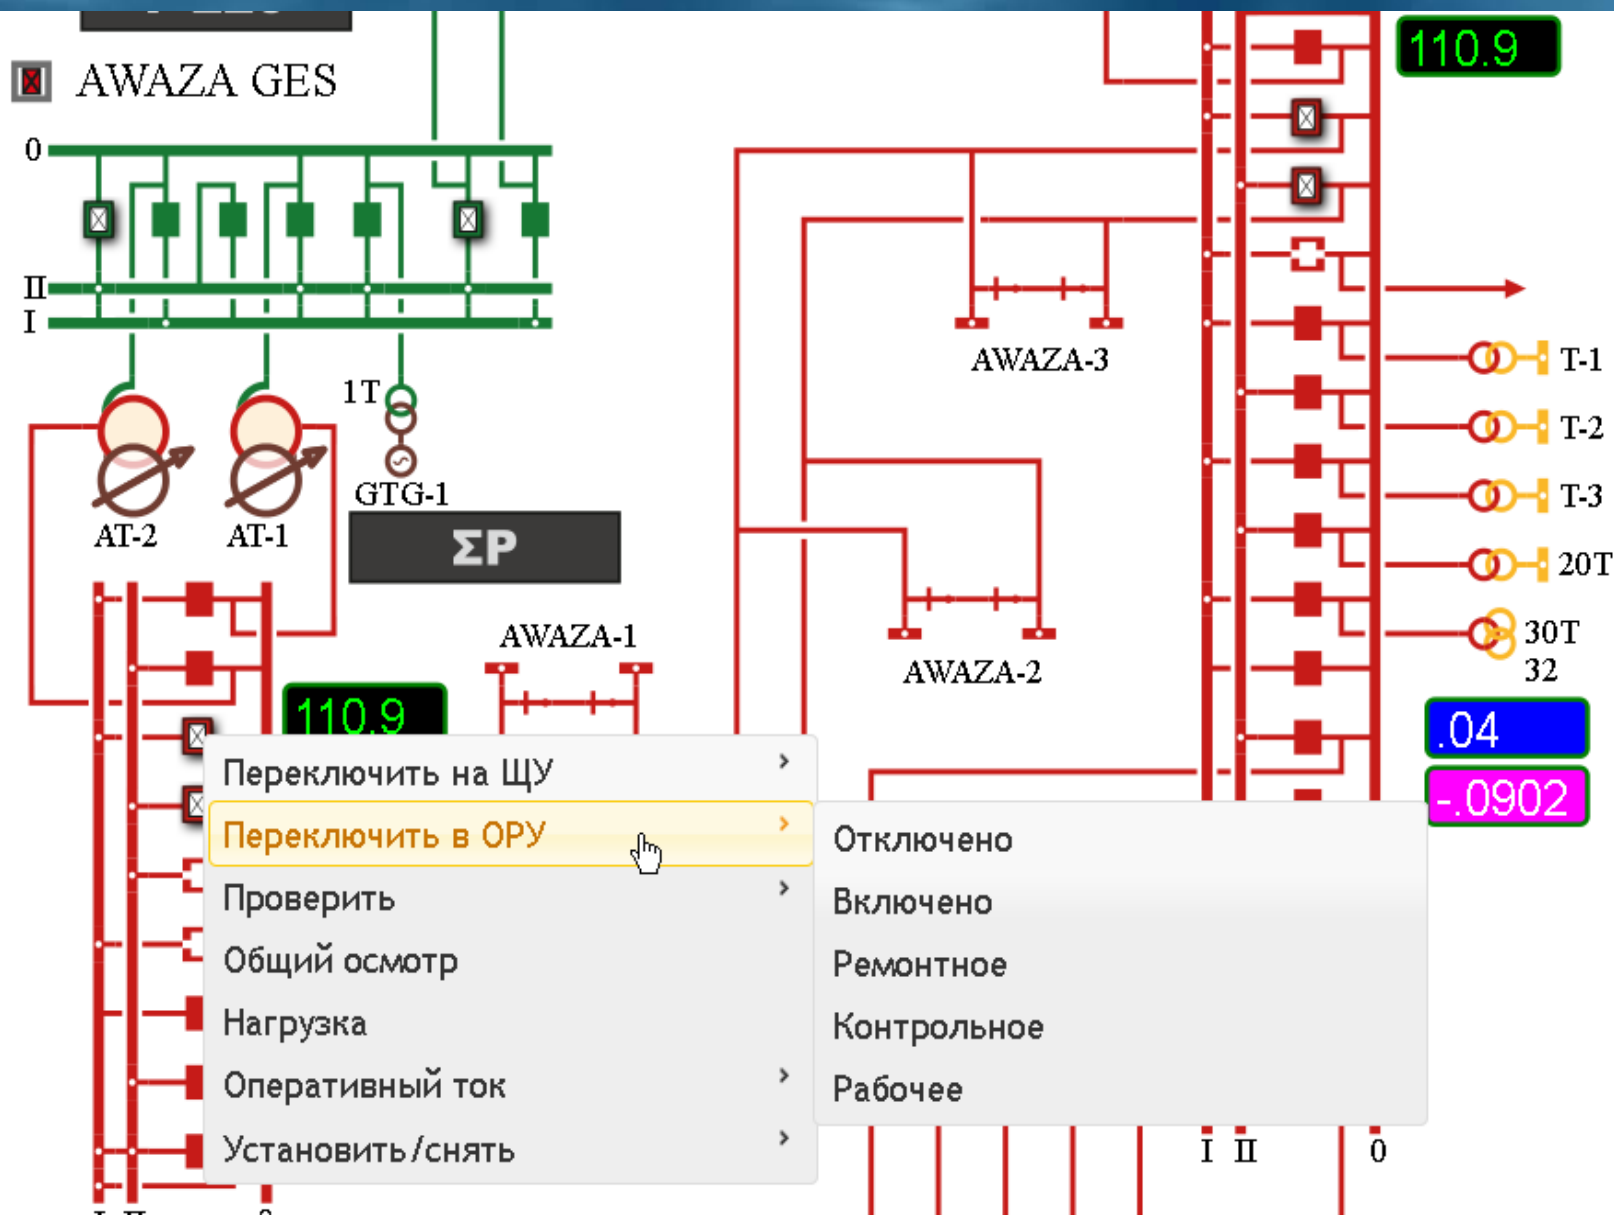 110.9
AWAZA GES
0
II
I
AWAZA-3
T-1
T-2
1T
T-3
GTG-1
AT-2
AT-1
ΣP
20T
AWAZA-1
30T
32
AWAZA-2
110.9
.04
-.0902
Переключить на ЩУ
Переключить в ОРУ
Проверить
Общий осмотр
Нагрузка
Оперативный ток
Установить/снять
Отключено
Включено
Ремонтное
Контрольное
Рабочее
I II 0